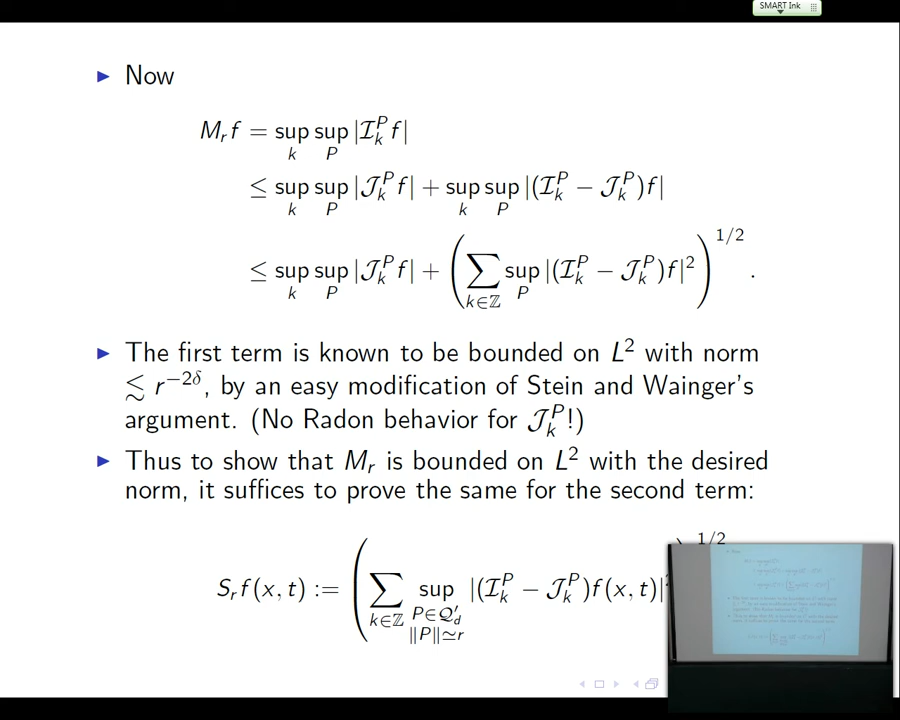 SMART Ink
▶ Now
M_r f = sup_k sup_P |𝓘_k^P f|
≤ sup_k sup_P |𝓙_k^P f| + sup_k sup_P |(𝓘_k^P − 𝓙_k^P)f|
≤ sup_k sup_P |𝓙_k^P f| + (∑_{k∈ℤ} sup_P |(𝓘_k^P − 𝓙_k^P)f|²)^{1/2}.
▶ The first term is known to be bounded on L² with norm
≲ r^{−2δ}, by an easy modification of Stein and Wainger's
argument. (No Radon behavior for 𝓙_k^P!)
▶ Thus to show that M_r is bounded on L² with the desired
norm, it suffices to prove the same for the second term:
S_r f(x, t) := (∑_{k∈ℤ} sup_{P∈𝒬′_d, ‖P‖≃r} |(𝓘_k^P − 𝓙_k^P)f(x, t)|²)^{1/2}